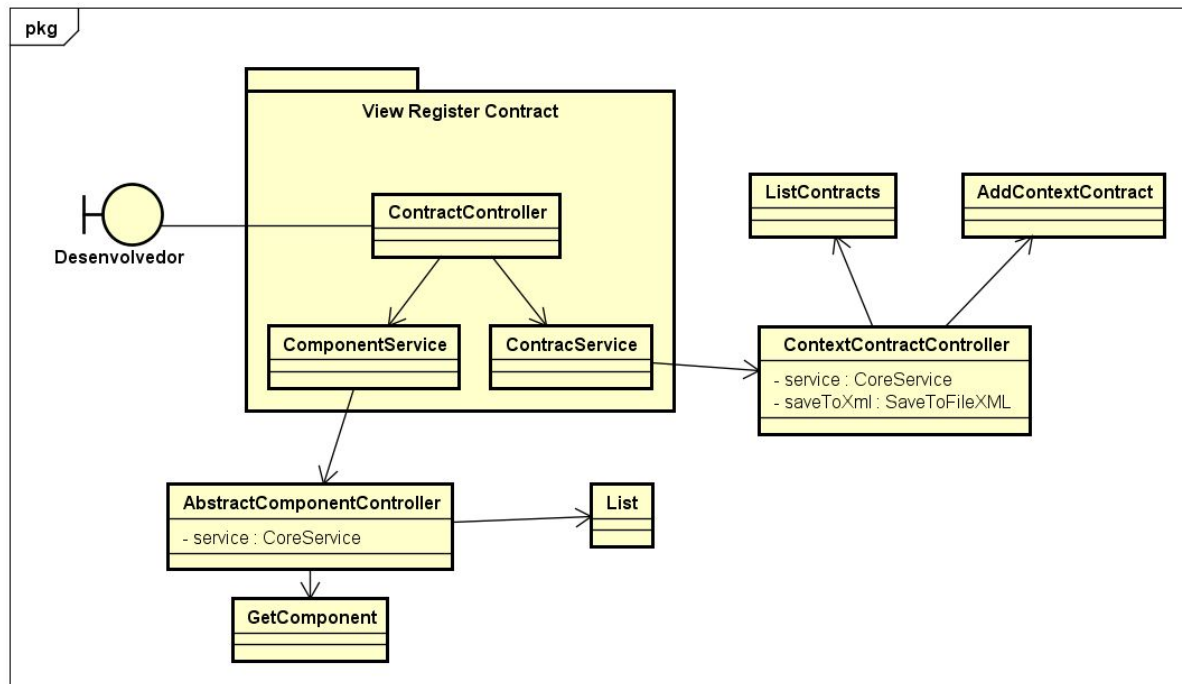 pkg
View Register Contract
ContractController
Desenvolvedor
ListContracts
AddContextContract
ComponentService
ContracService
ContextContractController
- service : CoreService
- saveToXml : SaveToFileXML
AbstractComponentController
- service : CoreService
List
GetComponent